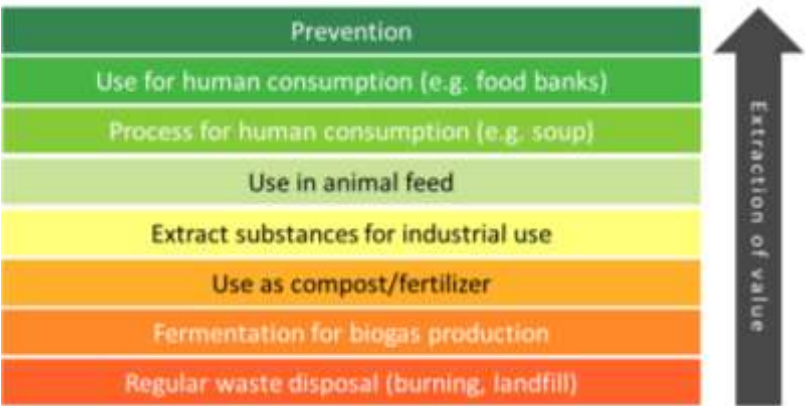 Prevention
Use for human consumption (e.g. food banks)
Process for human consumption (e.g. soup)
Use in animal feed
Extract substances for industrial use
Use as compost/fertilizer
Fermentation for biogas production
Regular waste disposal (burning, landfill)
Extraction of value